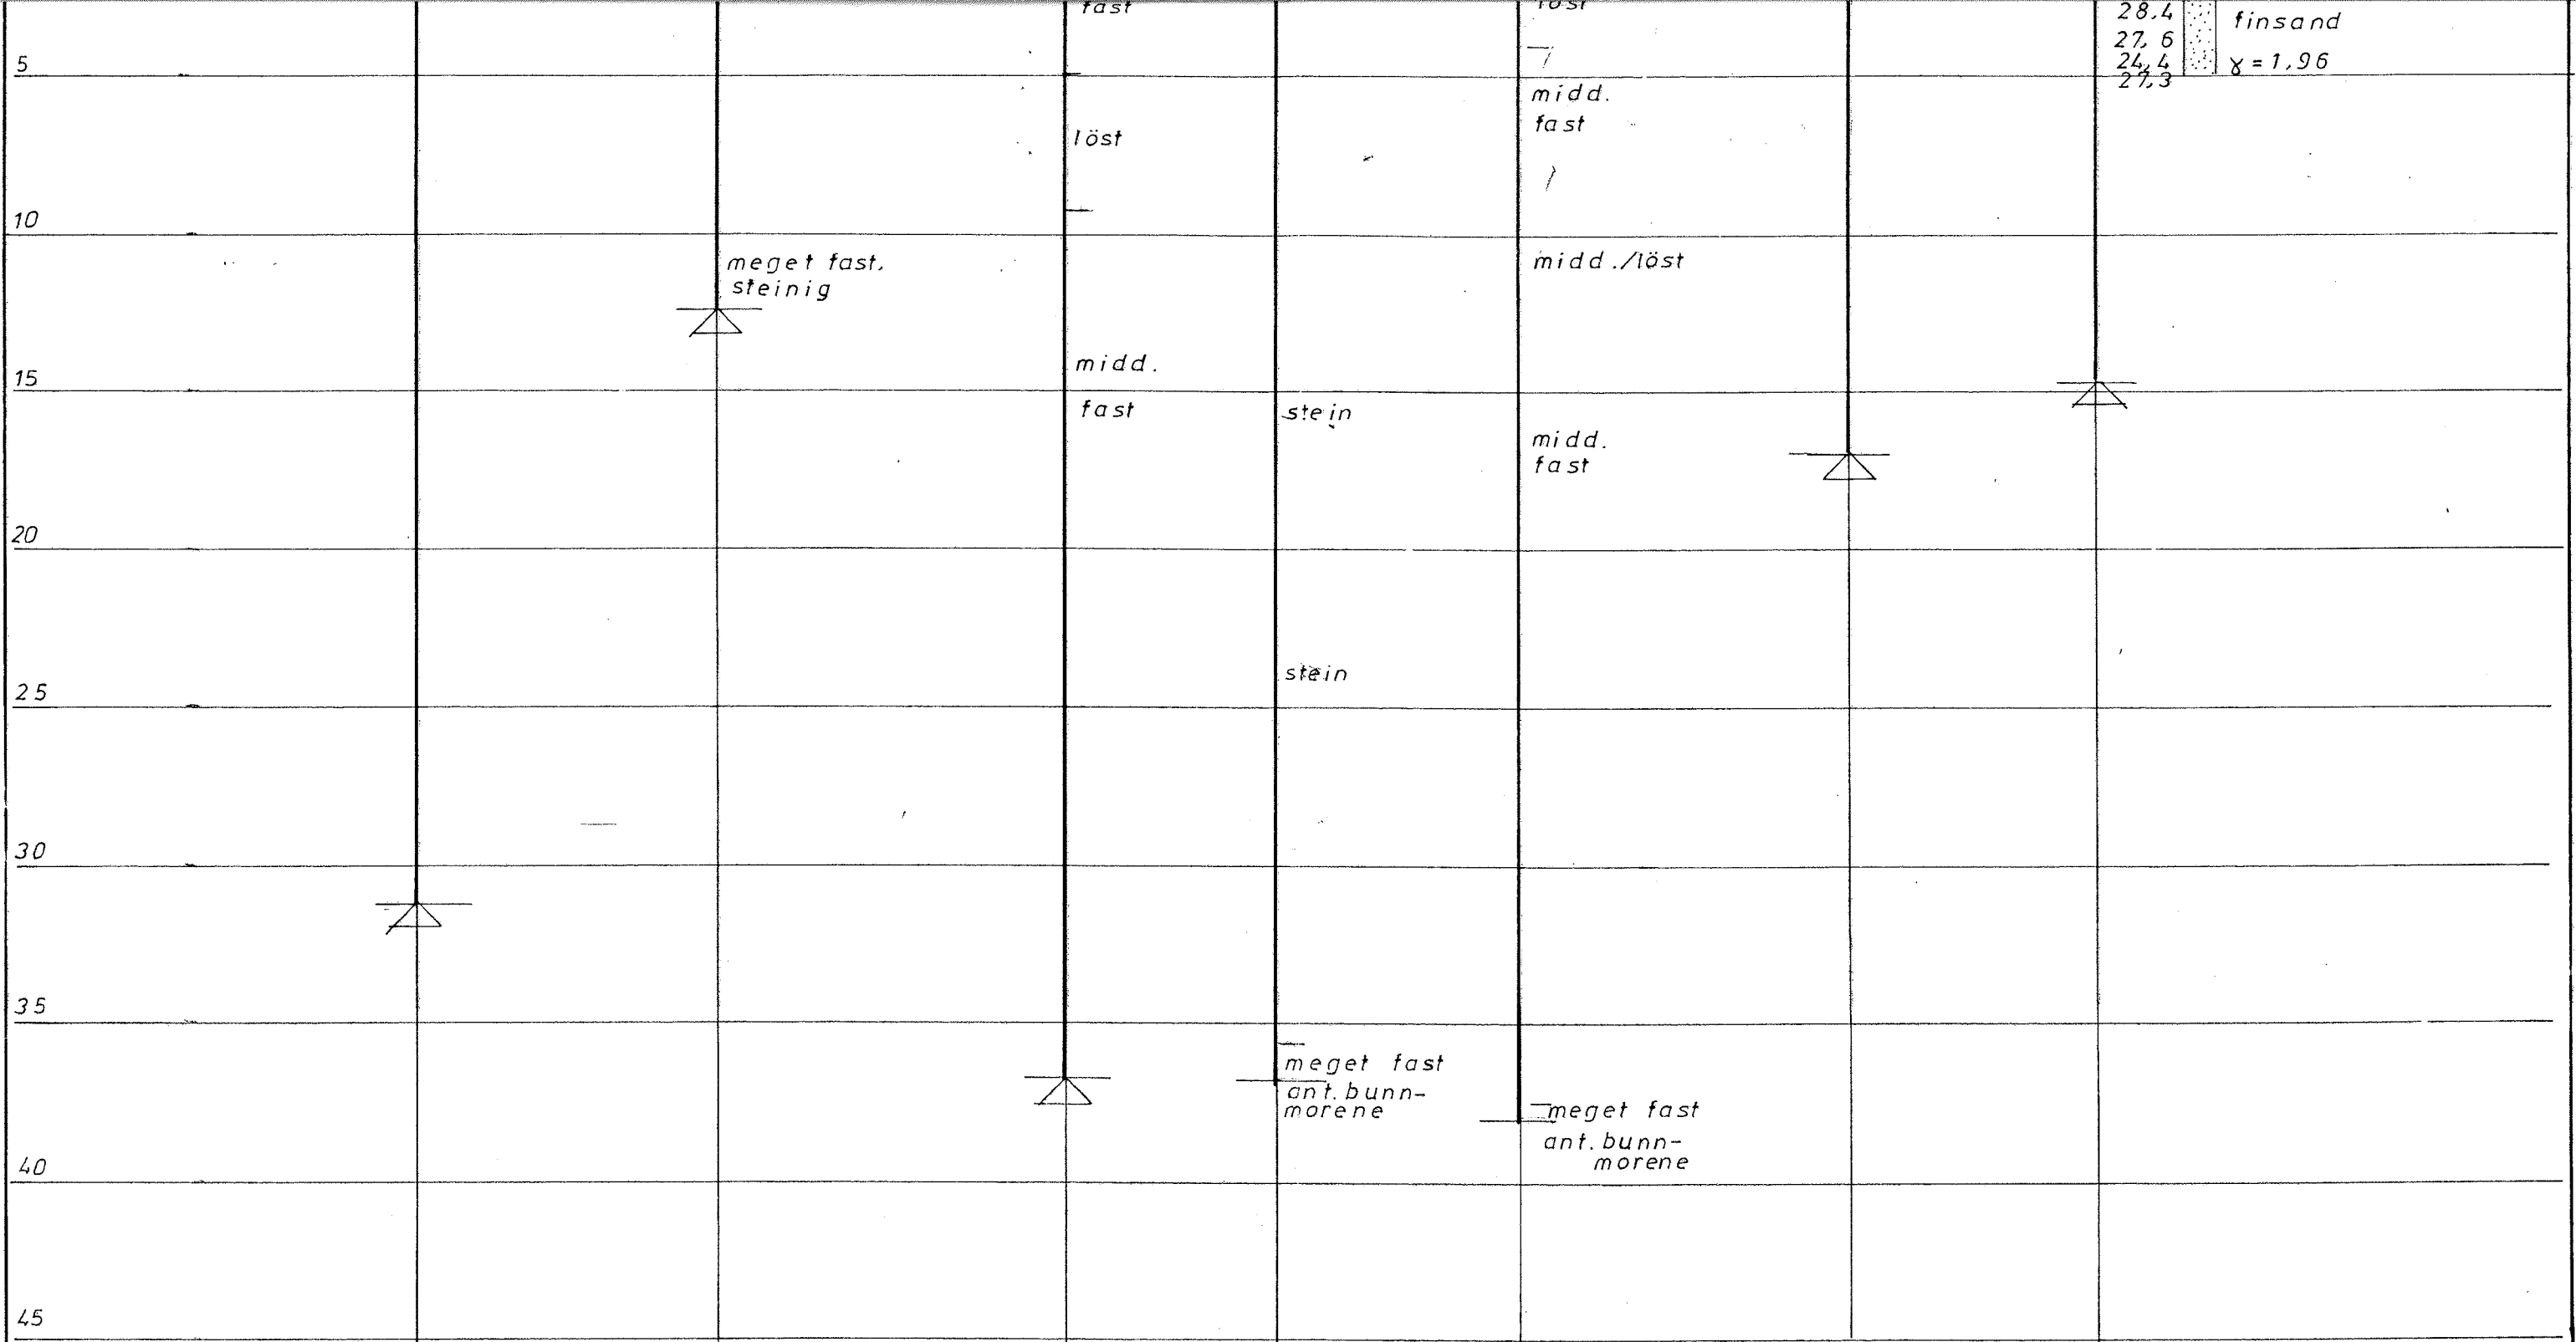 fast
löst
28,4
finsand
27,6
5
24,4
γ = 1,96
27,3
midd.
fast
löst
10
meget fast,
steinig
midd./löst
midd.
15
fast
stein
midd.
fast
20
stein
25
30
35
meget fast
ant. bunn-
morene
meget fast
ant. bunn-
morene
40
45